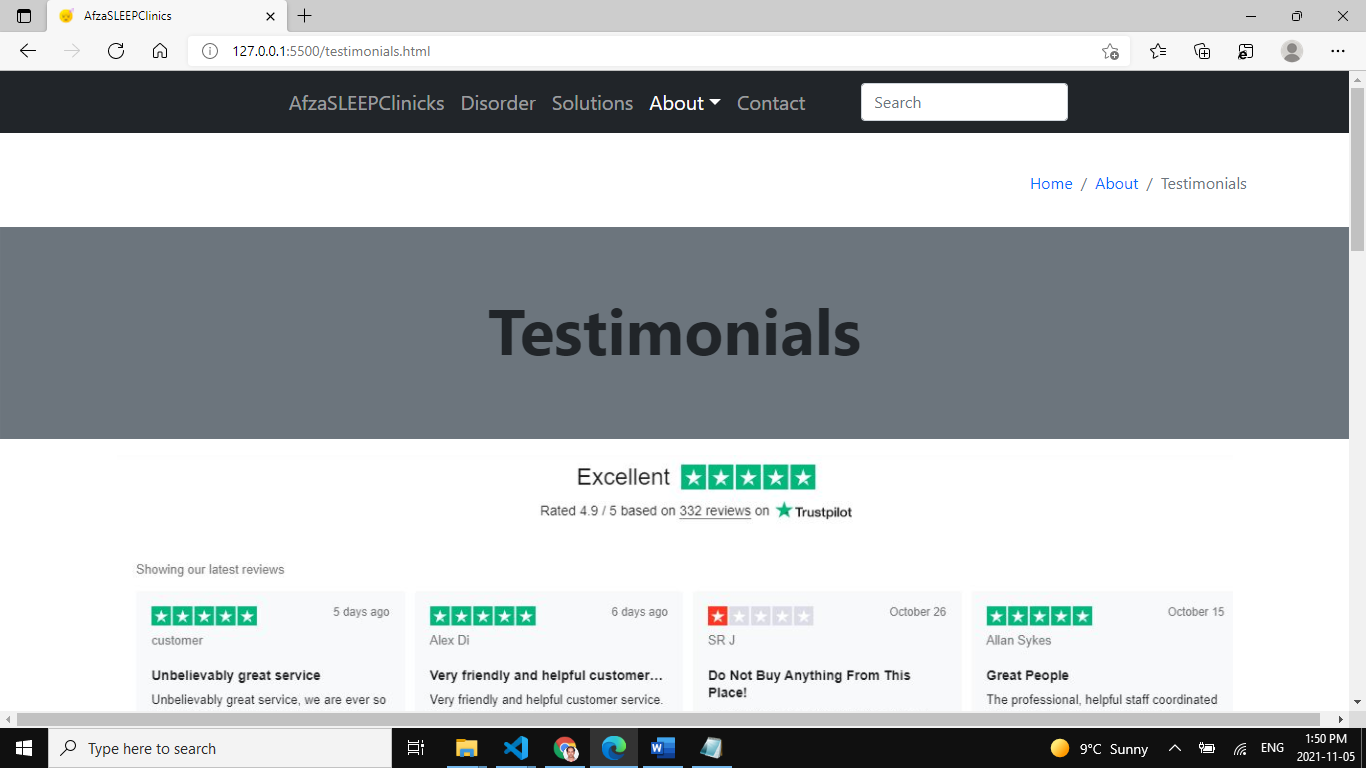 AfzaSLEEPClinics
127.0.0.1:5500/testimonials.html
AfzaSLEEPClinicks Disorder Solutions About Contact Search
Home / About / Testimonials
Testimonials
Excellent
Rated 4.9 / 5 based on 332 reviews on Trustpilot
Showing our latest reviews
5 days ago
customer
Unbelievably great service
Unbelievably great service, we are ever so
6 days ago
Alex Di
Very friendly and helpful customer...
Very friendly and helpful customer service.
October 26
SR J
Do Not Buy Anything From This
Place!
October 15
Allan Sykes
Great People
The professional, helpful staff coordinated
Type here to search
9°C Sunny
ENG
1:50 PM
2021-11-05